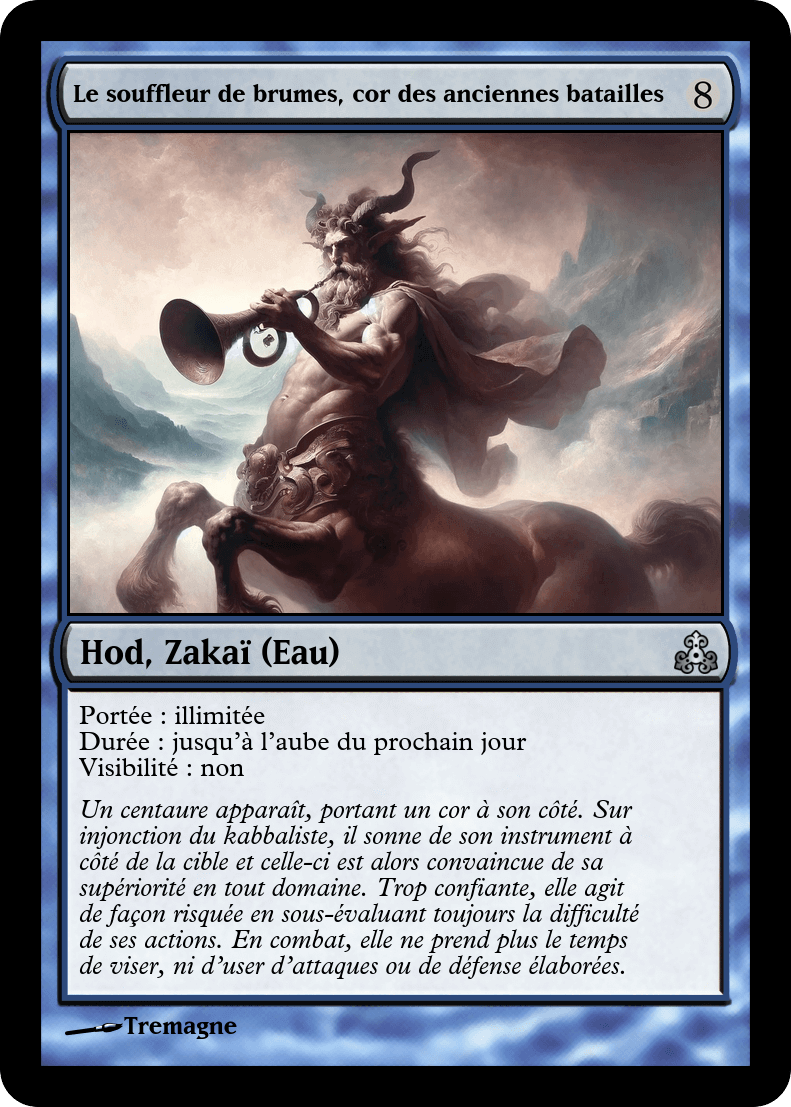 Le souffleur de brumes, cor des anciennes batailles 8
Hod, Zakaï (Eau)
Portée : illimitée
Durée : jusqu'à l'aube du prochain jour
Visibilité : non
Un centaure apparaît, portant un cor à son côté. Sur
injonction du kabbaliste, il sonne de son instrument à
côté de la cible et celle-ci est alors convaincue de sa
supériorité en tout domaine. Trop confiante, elle agit
de façon risquée en sous-évaluant toujours la difficulté
de ses actions. En combat, elle ne prend plus le temps
de viser, ni d'user d'attaques ou de défense élaborées.
Tremagne